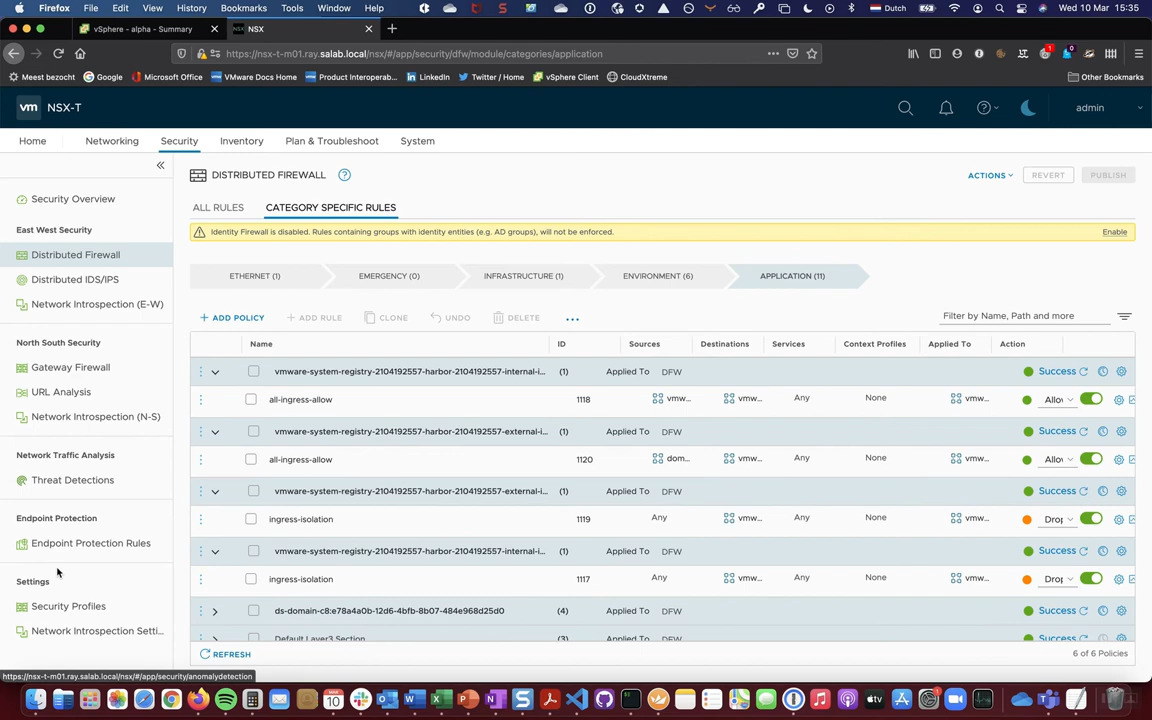 Firefox File Edit View History Bookmarks Tools Window Help
Dutch Wed 10 Mar 15:35
vSphere - alpha - Summary
NSX
https://nsx-t-m01.ray.salab.local/nsx/#/app/security/dfw/module/categories/application
Meest bezocht Google Microsoft Office VMware Docs Home Product Interoperab... LinkedIn Twitter / Home vSphere Client CloudXtreme Other Bookmarks
vm NSX-T
admin
Home Networking Security Inventory Plan & Troubleshoot System
Security Overview
East West Security
Distributed Firewall
Distributed IDS/IPS
Network Introspection (E-W)
North South Security
Gateway Firewall
URL Analysis
Network Introspection (N-S)
Network Traffic Analysis
Threat Detections
Endpoint Protection
Endpoint Protection Rules
Settings
Security Profiles
Network Introspection Setti...
DISTRIBUTED FIREWALL
ACTIONS REVERT PUBLISH
ALL RULES CATEGORY SPECIFIC RULES
Identity Firewall is disabled. Rules containing groups with identity entities (e.g. AD groups), will not be enforced. Enable
ETHERNET (1) EMERGENCY (0) INFRASTRUCTURE (1) ENVIRONMENT (6) APPLICATION (11)
+ ADD POLICY + ADD RULE CLONE UNDO DELETE ...
Filter by Name, Path and more
Name ID Sources Destinations Services Context Profiles Applied To Action
vmware-system-registry-2104192557-harbor-2104192557-internal-i... (1) Applied To DFW Success
all-ingress-allow 1118 vmw... vmw... Any None vmw... Allo
vmware-system-registry-2104192557-harbor-2104192557-external-i... (1) Applied To DFW Success
all-ingress-allow 1120 dom... vmw... Any None vmw... Allo
vmware-system-registry-2104192557-harbor-2104192557-external-i... (1) Applied To DFW Success
ingress-isolation 1119 Any vmw... Any None vmw... Drop
vmware-system-registry-2104192557-harbor-2104192557-internal-i... (1) Applied To DFW Success
ingress-isolation 1117 Any vmw... Any None vmw... Drop
ds-domain-c8:e78a4a0b-12d6-4bfb-8b07-484e968d25d0 (4) Applied To DFW Success
Default Layer3 Section (3) Applied To DFW Success
REFRESH
6 of 6 Policies
https://nsx-t-m01.ray.salab.local/nsx/#/app/security/anomalydetection